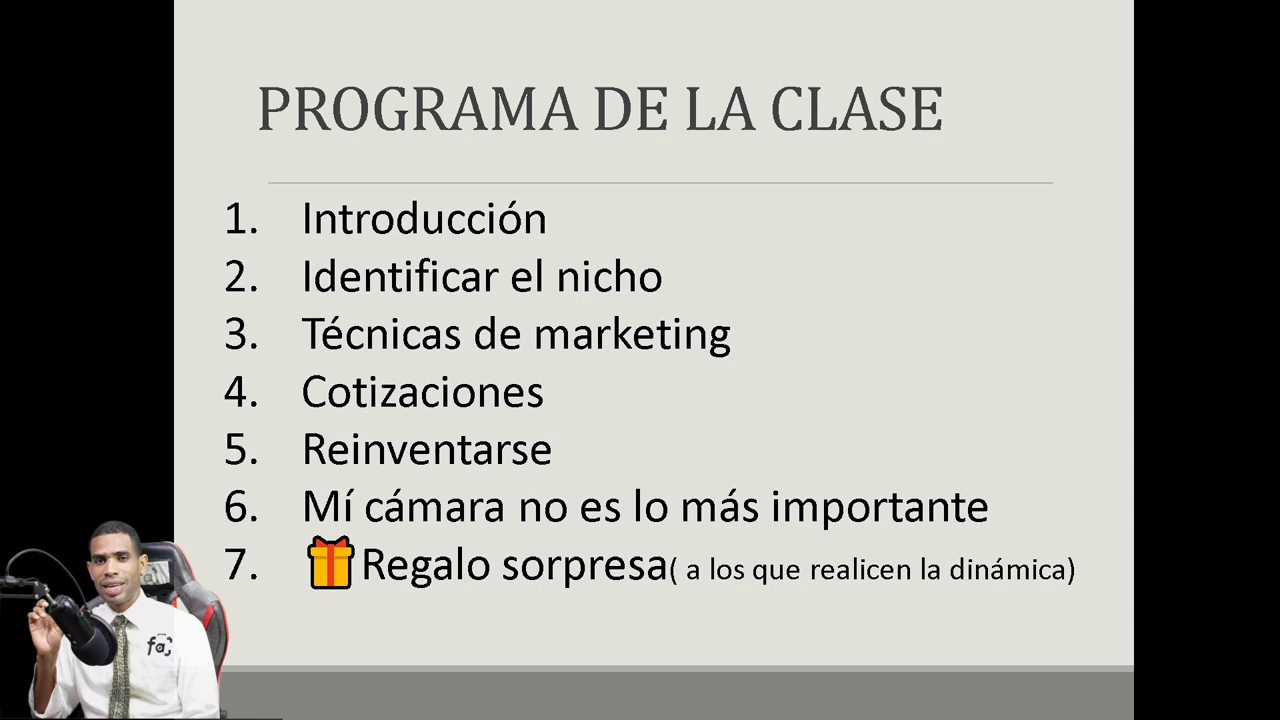 PROGRAMA DE LA CLASE
1. Introducción
2. Identificar el nicho
3. Técnicas de marketing
4. Cotizaciones
5. Reinventarse
6. Mí cámara no es lo más importante
7. Regalo sorpresa( a los que realicen la dinámica)
fa